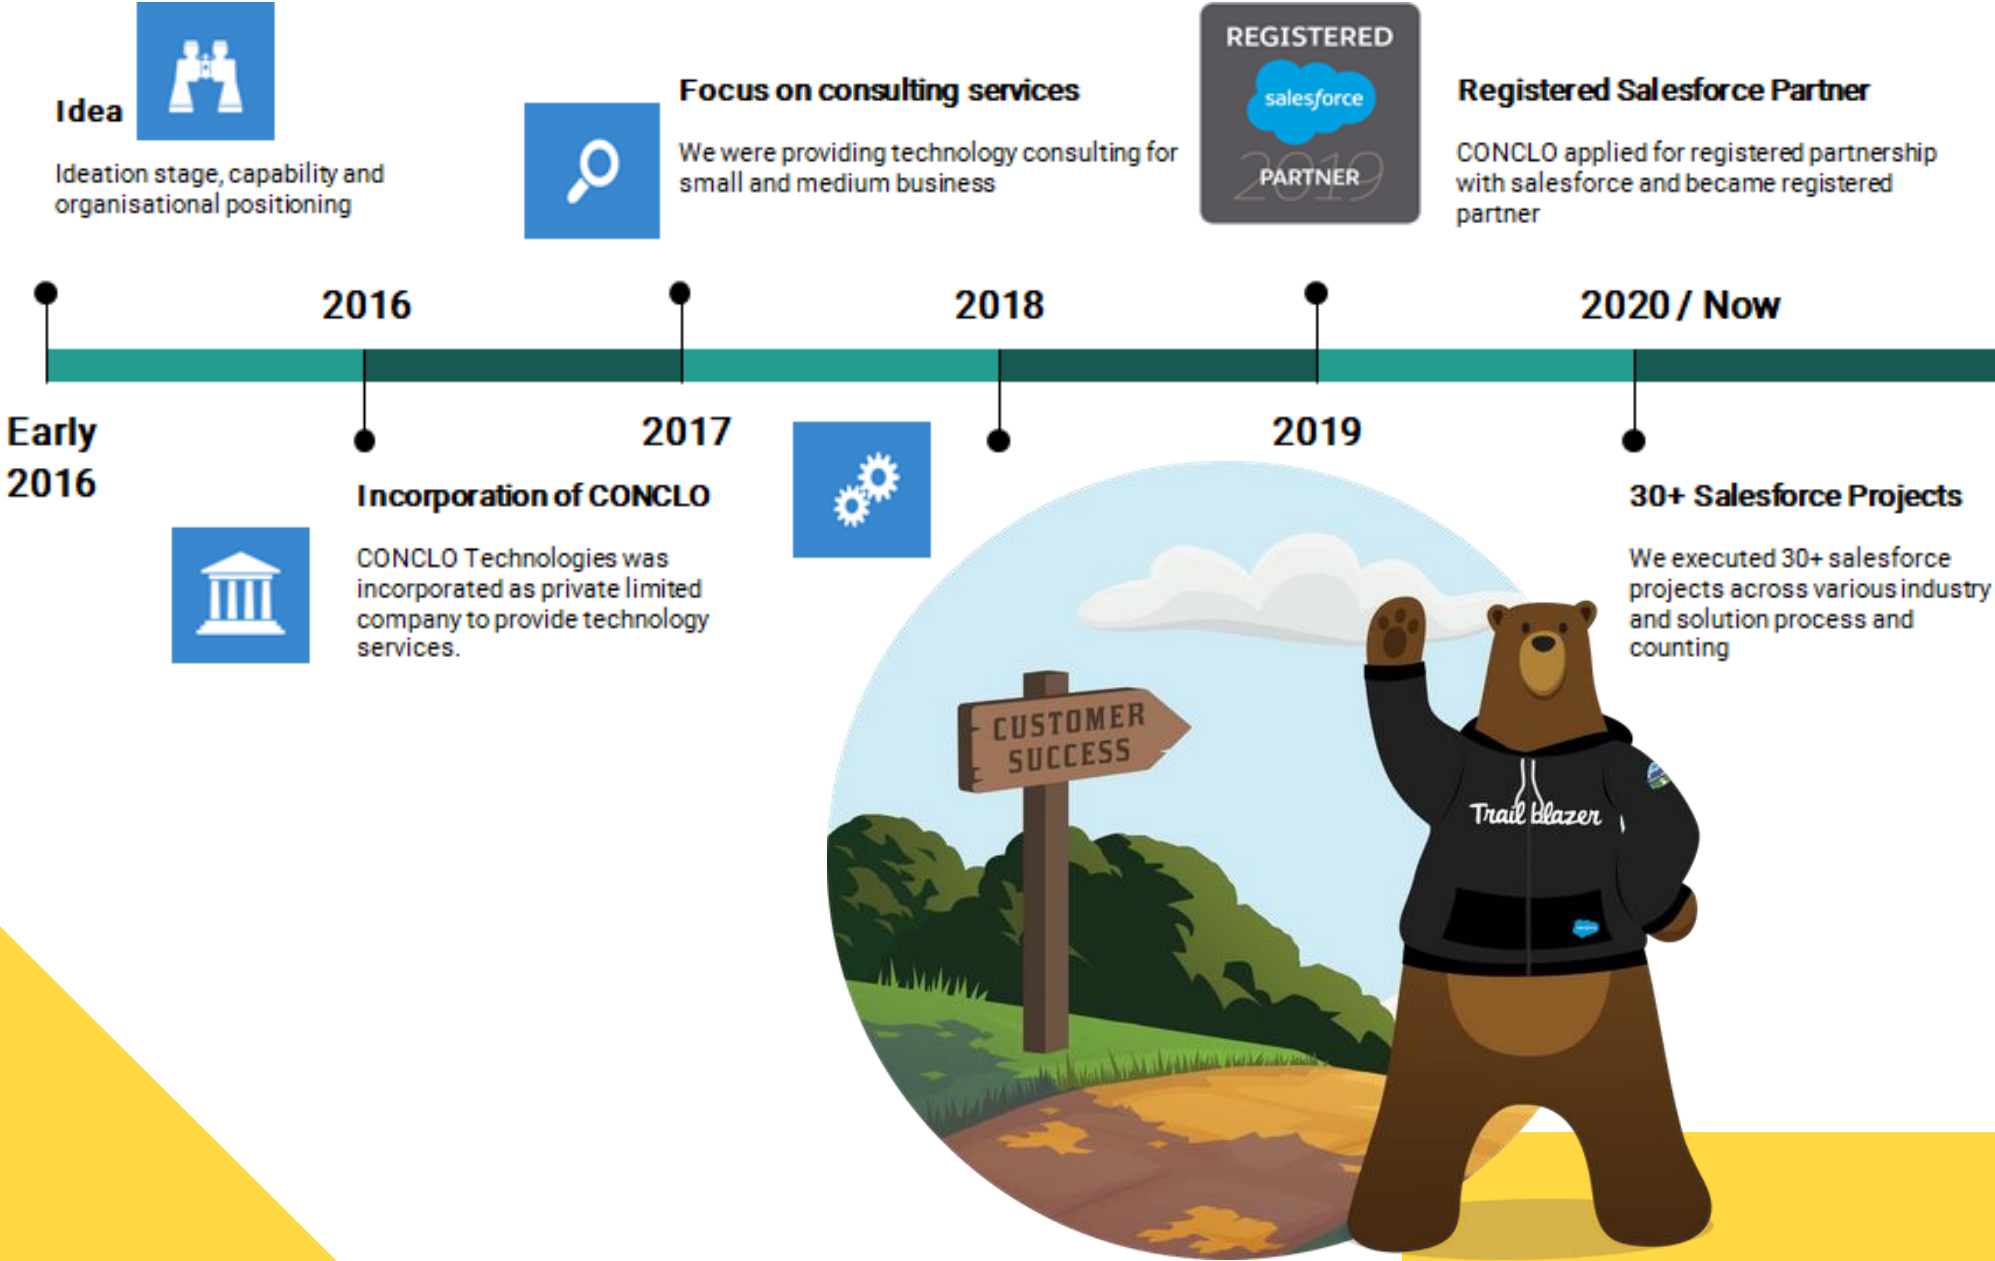 Idea
Ideation stage, capability and
organisational positioning
Focus on consulting services
We were providing technology consulting for
small and medium business
REGISTERED
salesforce
2019
PARTNER
Registered Salesforce Partner
CONCLO applied for registered partnership
with salesforce and became registered
partner
2016
2018
2020 / Now
Early
2016
2017
2019
Incorporation of CONCLO
CONCLO Technologies was
incorporated as private limited
company to provide technology
services.
30+ Salesforce Projects
We executed 30+ salesforce
projects across various industry
and solution process and
counting
CUSTOMER
SUCCESS
Trailblazer